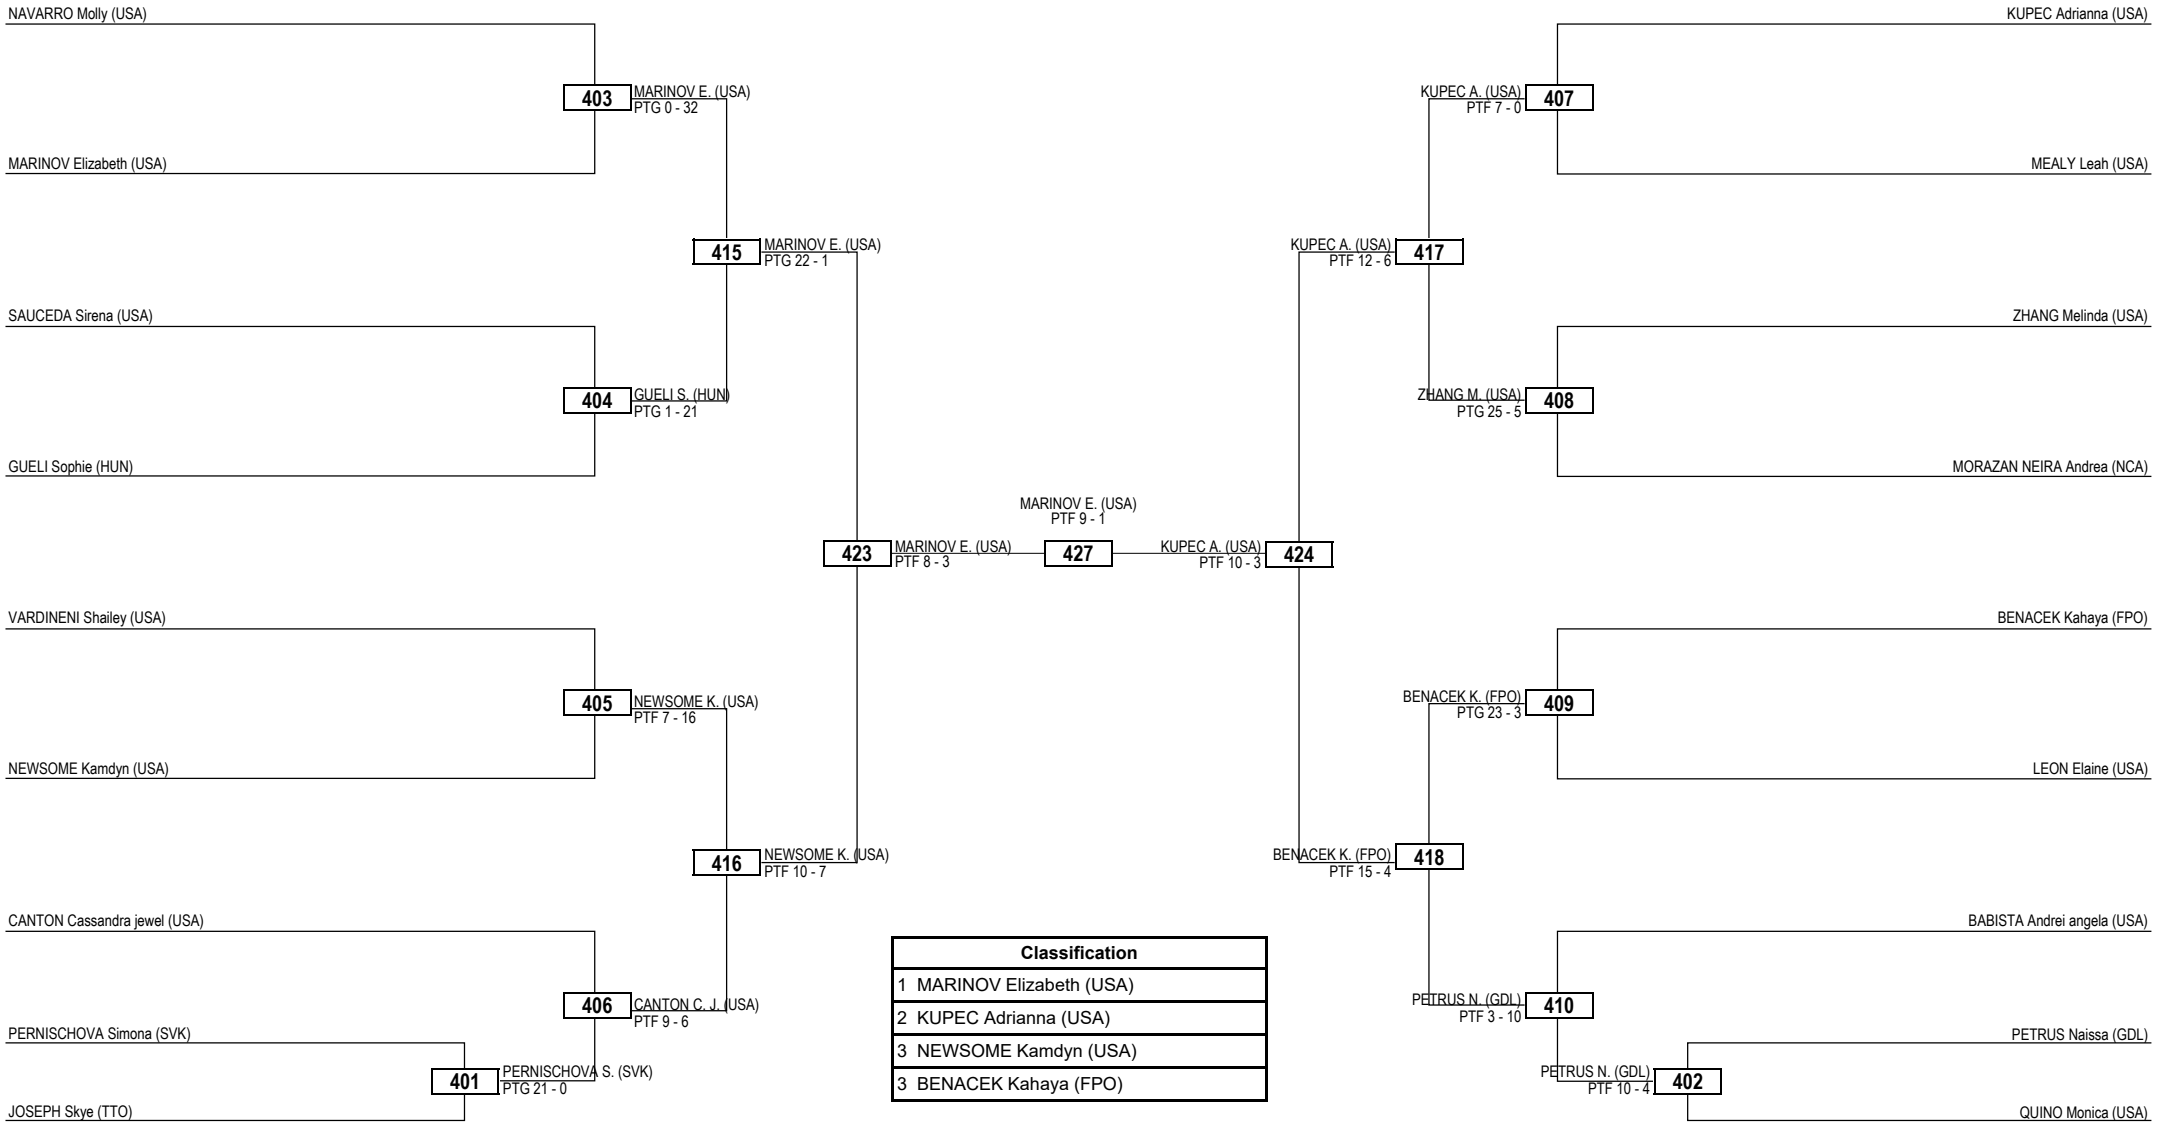 NAVARRO Molly (USA)
KUPEC Adrianna (USA)
403
MARINOV E. (USA)
PTG 0 - 32
KUPEC A. (USA)
PTF 7 - 0
407
MARINOV Elizabeth (USA)
MEALY Leah (USA)
415
MARINOV E. (USA)
PTG 22 - 1
KUPEC A. (USA)
PTF 12 - 6
417
SAUCEDA Sirena (USA)
ZHANG Melinda (USA)
404
GUELI S. (HUN)
PTG 1 - 21
ZHANG M. (USA)
PTG 25 - 5
408
GUELI Sophie (HUN)
MORAZAN NEIRA Andrea (NCA)
MARINOV E. (USA)
PTF 9 - 1
423
MARINOV E. (USA)
PTF 8 - 3
427
KUPEC A. (USA)
PTF 10 - 3
424
VARDINENI Shailey (USA)
BENACEK Kahaya (FPO)
405
NEWSOME K. (USA)
PTF 7 - 16
BENACEK K. (FPO)
PTG 23 - 3
409
NEWSOME Kamdyn (USA)
LEON Elaine (USA)
416
NEWSOME K. (USA)
PTF 10 - 7
BENACEK K. (FPO)
PTF 15 - 4
418
CANTON Cassandra jewel (USA)
BABISTA Andrei angela (USA)
Classification
1 MARINOV Elizabeth (USA)
2 KUPEC Adrianna (USA)
3 NEWSOME Kamdyn (USA)
3 BENACEK Kahaya (FPO)
406
CANTON C. J. (USA)
PTF 9 - 6
PETRUS N. (GDL)
PTF 3 - 10
410
PERNISCHOVA Simona (SVK)
PETRUS Naissa (GDL)
401
PERNISCHOVA S. (SVK)
PTG 21 - 0
PETRUS N. (GDL)
PTF 10 - 4
402
JOSEPH Skye (TTO)
QUINO Monica (USA)